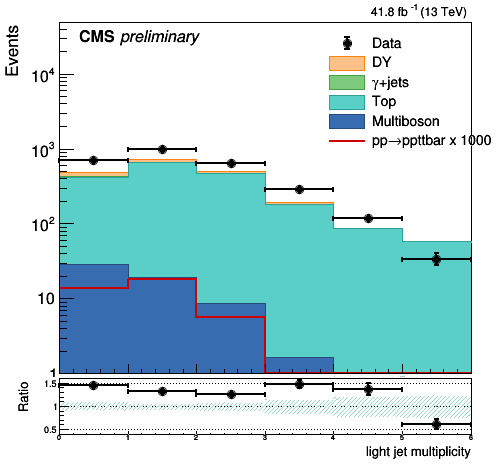 41.8 fb⁻¹ (13 TeV)
CMS preliminary
Events
Data
DY
γ+jets
Top
Multiboson
pp→ppttbar x 1000
10⁴
10³
10²
10
1
Ratio
1.5
1
0.5
0 1 2 3 4 5 6
light jet multiplicity